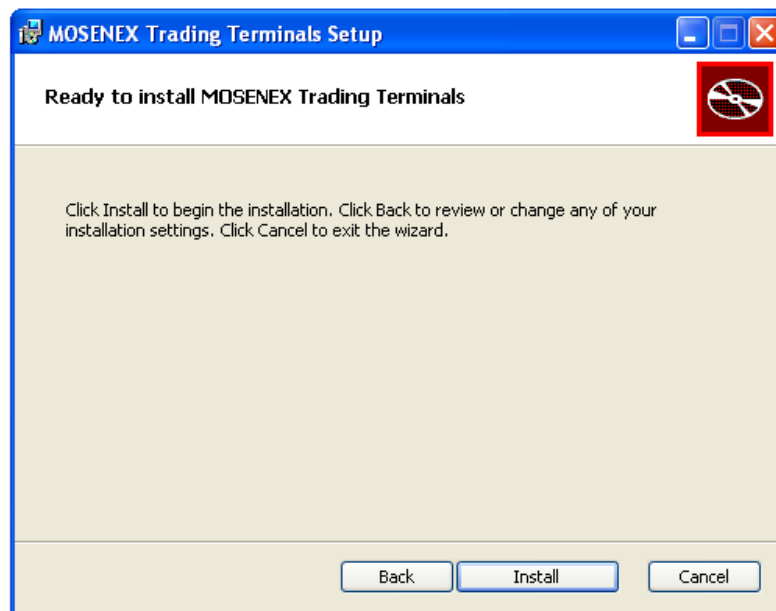 MOSENEX Trading Terminals Setup
Ready to install MOSENEX Trading Terminals
Click Install to begin the installation. Click Back to review or change any of your
installation settings. Click Cancel to exit the wizard.
Back Install Cancel